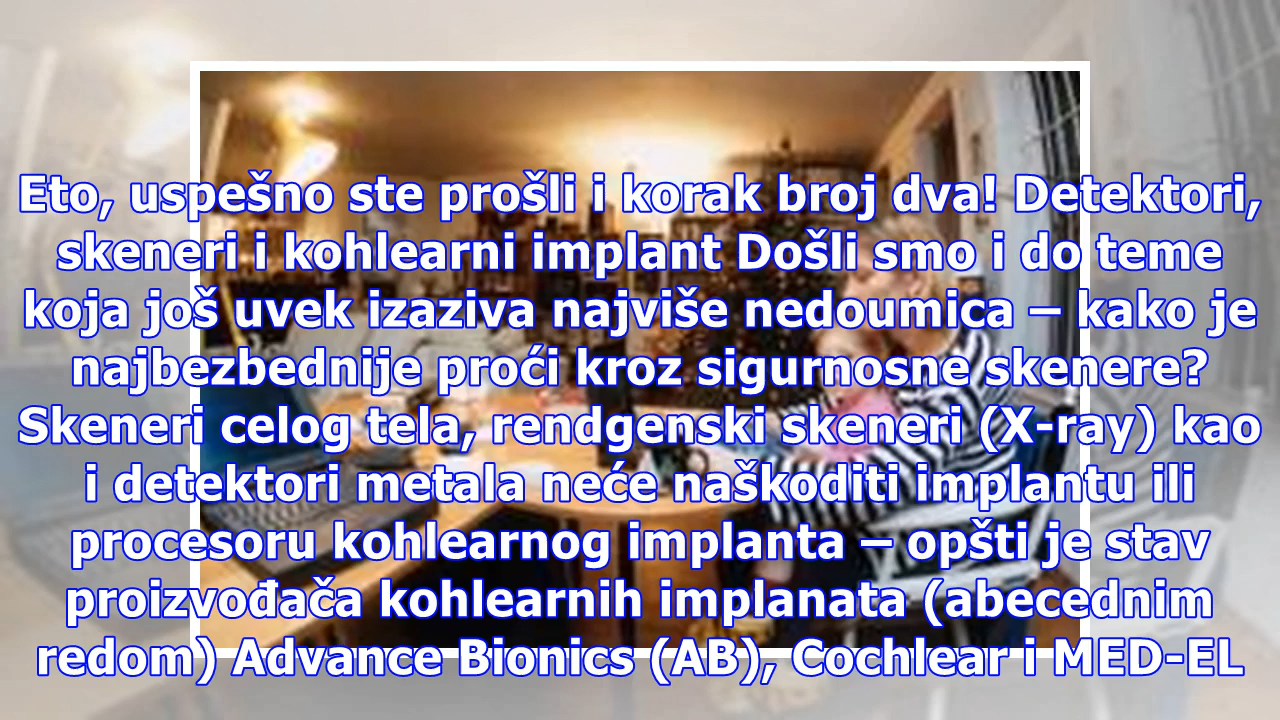 Eto, uspešno ste prošli i korak broj dva! Detektori,
skeneri i kohlearni implant Došli smo i do teme
koja još uvek izaziva najviše nedoumica – kako je
najbezbednije proći kroz sigurnosne skenere?
Skeneri celog tela, rendgenski skeneri (X-ray) kao
i detektori metala neće naškoditi implantu ili
procesoru kohlearnog implanta – opšti je stav
proizvođača kohlearnih implanata (abecednim
redom) Advance Bionics (AB), Cochlear i MED-EL